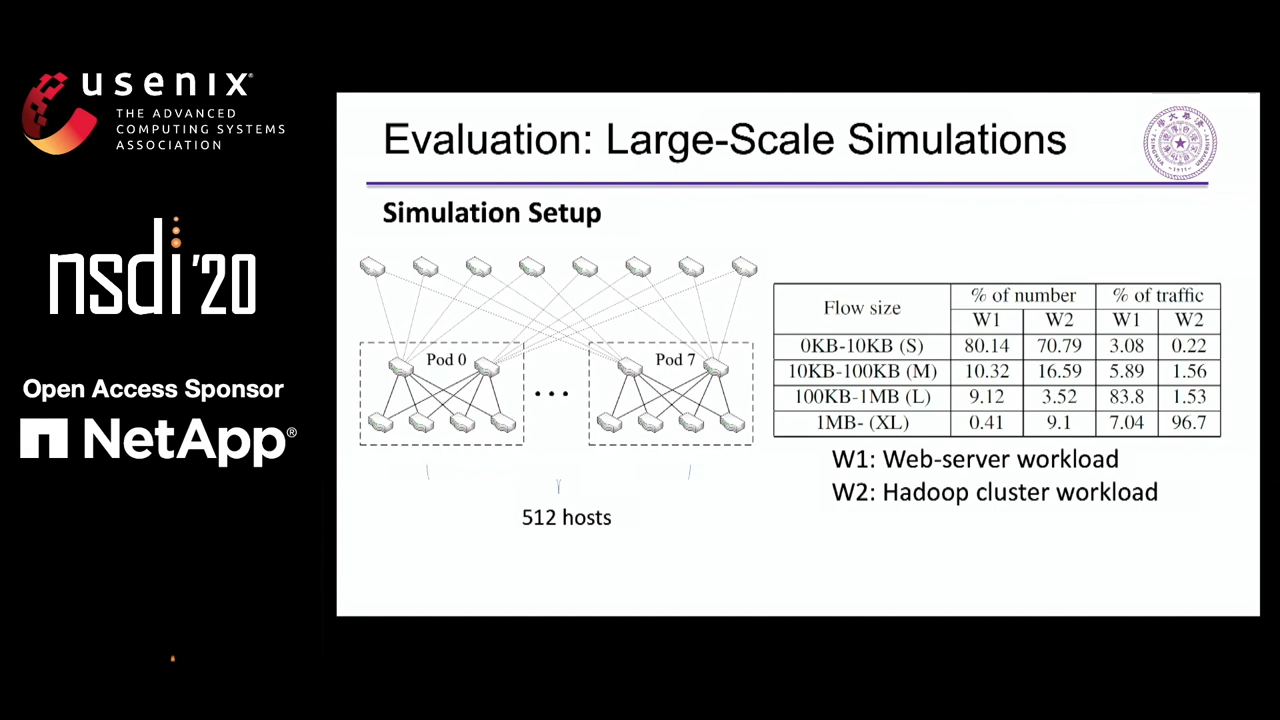 usenix
THE ADVANCED
COMPUTING SYSTEMS
ASSOCIATION
nsdi '20
Open Access Sponsor
NetApp®
Evaluation: Large-Scale Simulations
Simulation Setup
Pod 0
Pod 7
...
512 hosts
Flow size % of number % of traffic
W1 W2 W1 W2
0KB-10KB (S) 80.14 70.79 3.08 0.22
10KB-100KB (M) 10.32 16.59 5.89 1.56
100KB-1MB (L) 9.12 3.52 83.8 1.53
1MB- (XL) 0.41 9.1 7.04 96.7
W1: Web-server workload
W2: Hadoop cluster workload